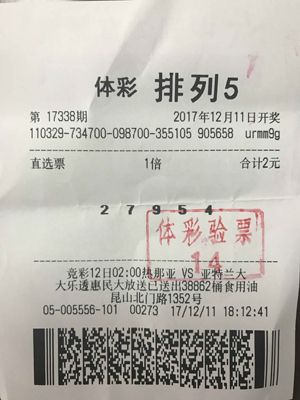 体彩 排列5
第 17338期 2017年12月11日开奖
110329-734700-098700-355105 905658 urmm9g
直选票 1倍 合计2元
2 7 9 5 4
体彩验票
14
竞彩12日02:00热那亚 VS 亚特兰大
大乐透惠民大放送已送出38862桶食用油
昆山北门路1352号
05-005556-101 00273 17/12/11 18:12:41